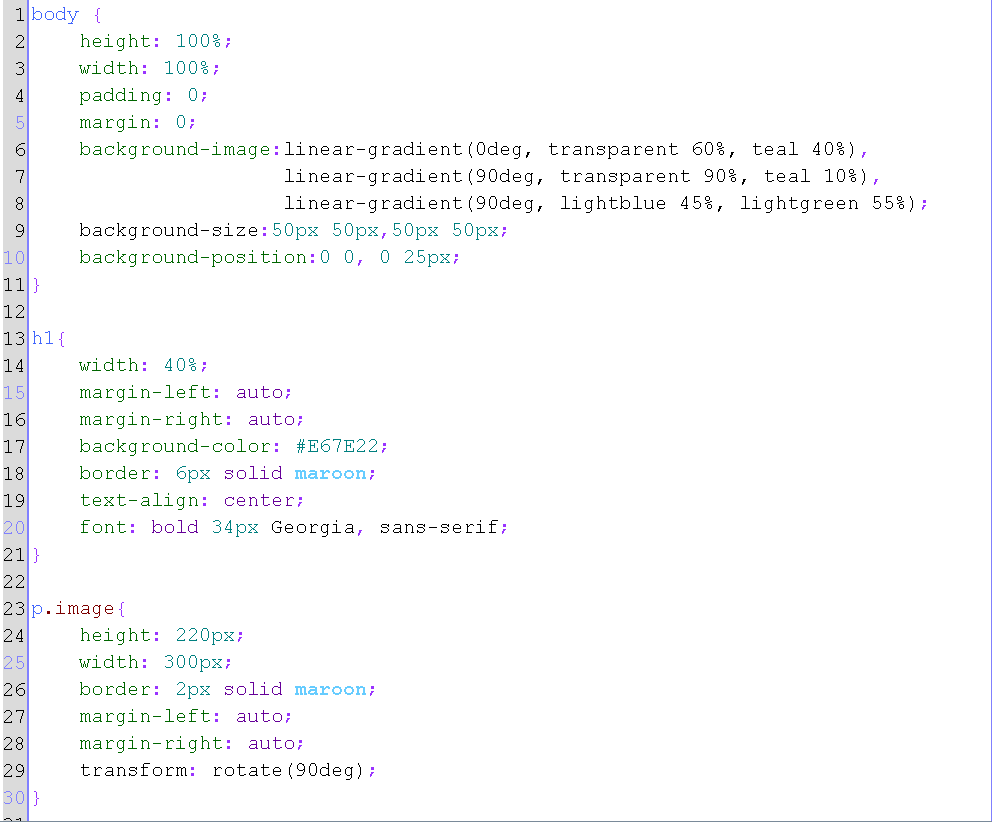 1 body {
2     height: 100%;
3     width: 100%;
4     padding: 0;
5     margin: 0;
6     background-image:linear-gradient(0deg, transparent 60%, teal 40%),
7                      linear-gradient(90deg, transparent 90%, teal 10%),
8                      linear-gradient(90deg, lightblue 45%, lightgreen 55%);
9     background-size:50px 50px,50px 50px;
10     background-position:0 0, 0 25px;
11 }
12
13 h1{
14     width: 40%;
15     margin-left: auto;
16     margin-right: auto;
17     background-color: #E67E22;
18     border: 6px solid maroon;
19     text-align: center;
20     font: bold 34px Georgia, sans-serif;
21 }
22
23 p.image{
24     height: 220px;
25     width: 300px;
26     border: 2px solid maroon;
27     margin-left: auto;
28     margin-right: auto;
29     transform: rotate(90deg);
30 }